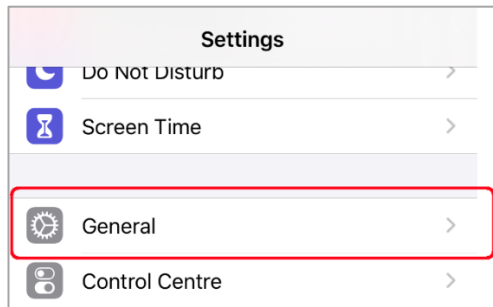 Settings
Do Not Disturb
Screen Time
General
Control Centre